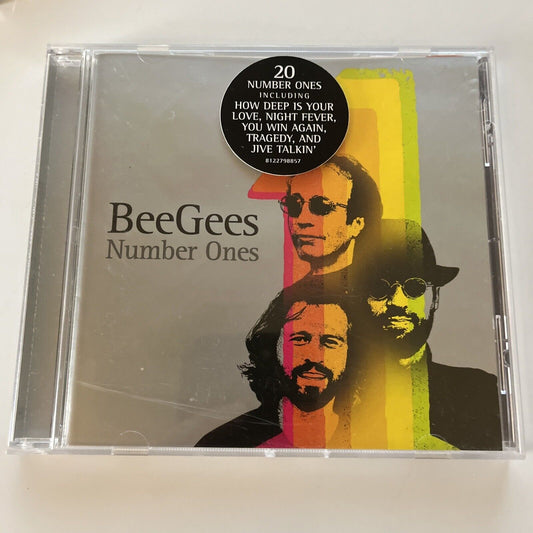 20
NUMBER ONES
INCLUDING
HOW DEEP IS YOUR
LOVE, NIGHT FEVER,
YOU WIN AGAIN,
TRAGEDY, AND
JIVE TALKIN'
8122798857
BeeGees
Number Ones